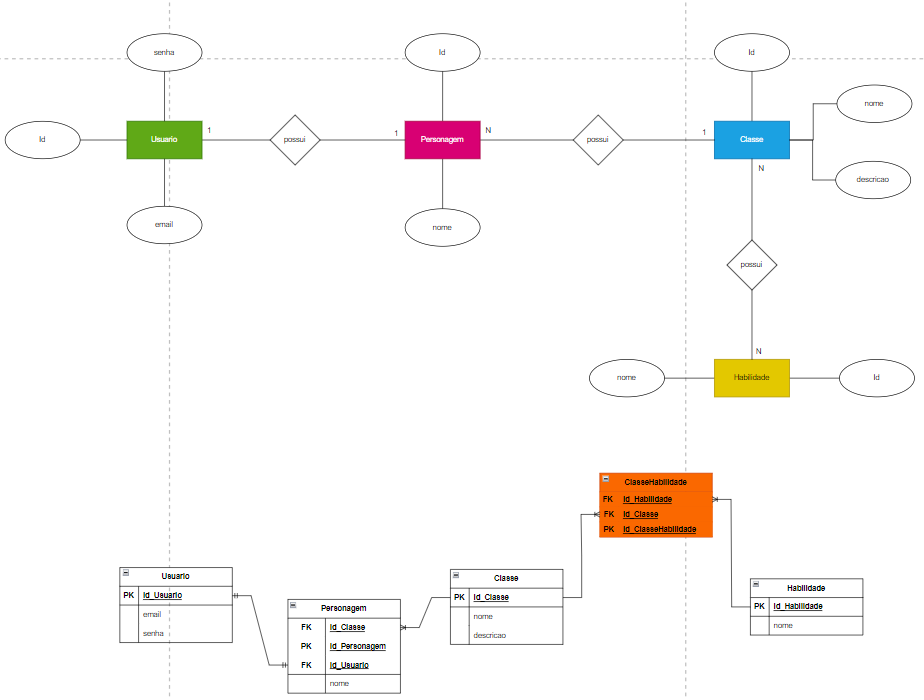 senha
Id
Id
nome
Id
Usuario
1
possui
1
Personagem
N
possui
1
Classe
descricao
N
email
nome
possui
N
nome
Habilidade
Id
ClasseHabilidade
FK Id_Habilidade
FK Id_Classe
PK Id_ClasseHabilidade
Usuario
PK Id_Usuario
email
senha
Personagem
FK Id_Classe
PK Id_Personagem
FK Id_Usuario
nome
Classe
PK Id_Classe
nome
descricao
Habilidade
PK Id_Habilidade
nome